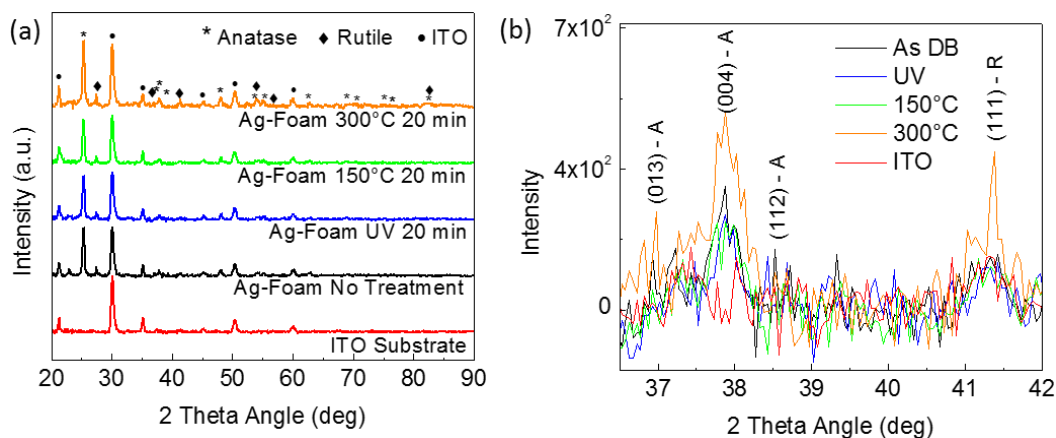 (a)
* Anatase ♦ Rutile • ITO
Ag-Foam 300°C 20 min
Ag-Foam 150°C 20 min
Ag-Foam UV 20 min
Ag-Foam No Treatment
ITO Substrate
Intensity (a.u.)
20 30 40 50 60 70 80 90
2 Theta Angle (deg)
(b)
7x10²
4x10²
0
Intensity
(013) - A
(004) - A
(112) - A
(111) - R
As DB
UV
150°C
300°C
ITO
37 38 39 40 41 42
2 Theta Angle (deg)